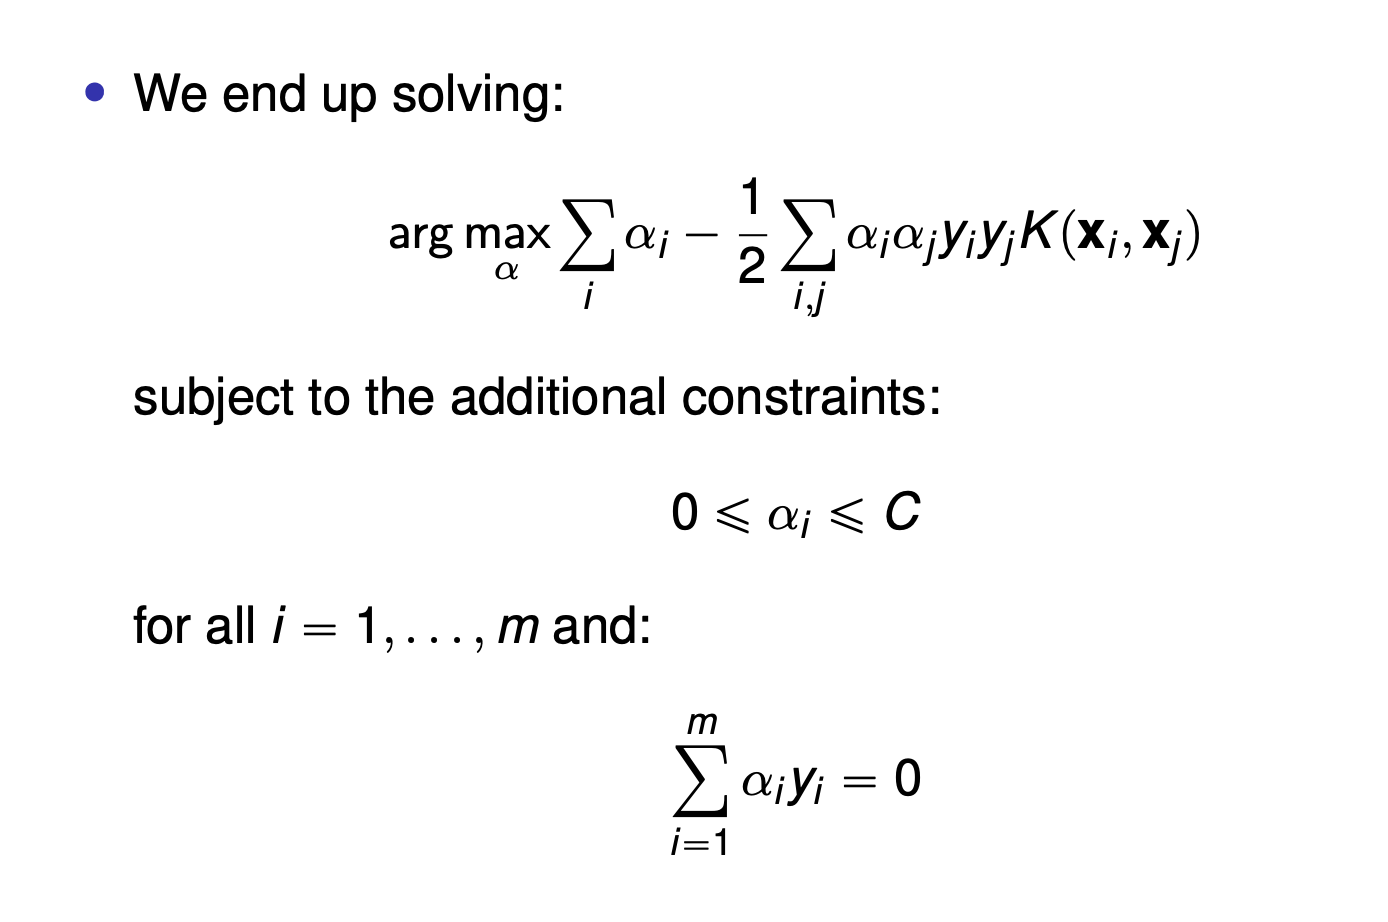 • We end up solving:
arg max_α ∑_i α_i − 1/2 ∑_{i,j} α_i α_j y_i y_j K(𝐱_i, 𝐱_j)
subject to the additional constraints:
0 ⩽ α_i ⩽ C
for all i = 1, . . . , m and:
∑_{i=1}^m α_i y_i = 0